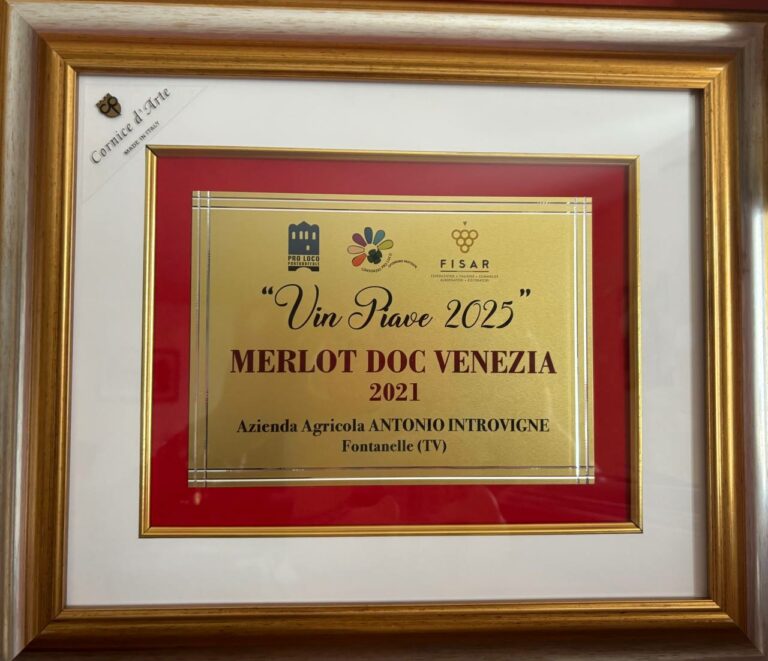 Cornice d'Arte
MADE IN ITALY
PRO LOCO
FISAR
"Vin Piave 2025"
MERLOT DOC VENEZIA
2021
Azienda Agricola ANTONIO INTROVIGNE
Fontanelle (TV)